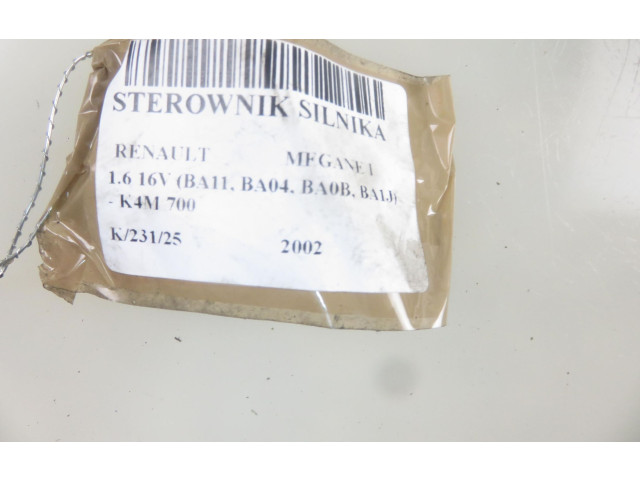 STEROWNIK SILNIKA
RENAULT MEGANE I
1.6 16V (BA11, BA04, BA0B, BA1J)
- K4M 700
K/231/25 2002